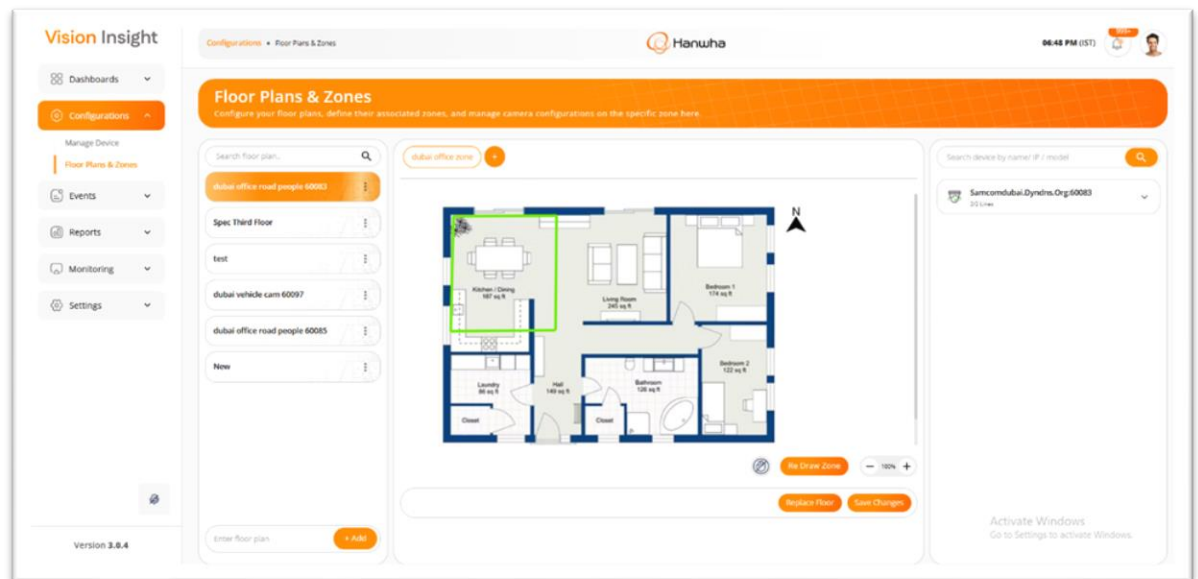 Vision Insight
Configurations • Floor Plans & Zones
Hanwha
06:48 PM (IST)
999+
Dashboards
Configurations
Manage Device
Floor Plans & Zones
Events
Reports
Monitoring
Settings
Version 3.0.4
Floor Plans & Zones
Configure your floor plans, define their associated zones, and manage camera configurations on the specific zone here.
Search floor plan..
dubai office road people 60083
Spec Third Floor
test
dubai vehicle cam 60097
dubai office road people 60085
New
Enter floor plan
+ Add
dubai office zone
+
N
Kitchen / Dining
187 sq ft
Living Room
245 sq ft
Bedroom 1
174 sq ft
Bedroom 2
122 sq ft
Laundry
86 sq ft
Hall
149 sq ft
Bathroom
128 sq ft
Closet
Closet
Re Draw Zone
100%
Replace Floor
Save Changes
Search device by name/ IP / model
Samcomdubai.Dyndns.Org:60083
2/2 Lines
Activate Windows
Go to Settings to activate Windows.